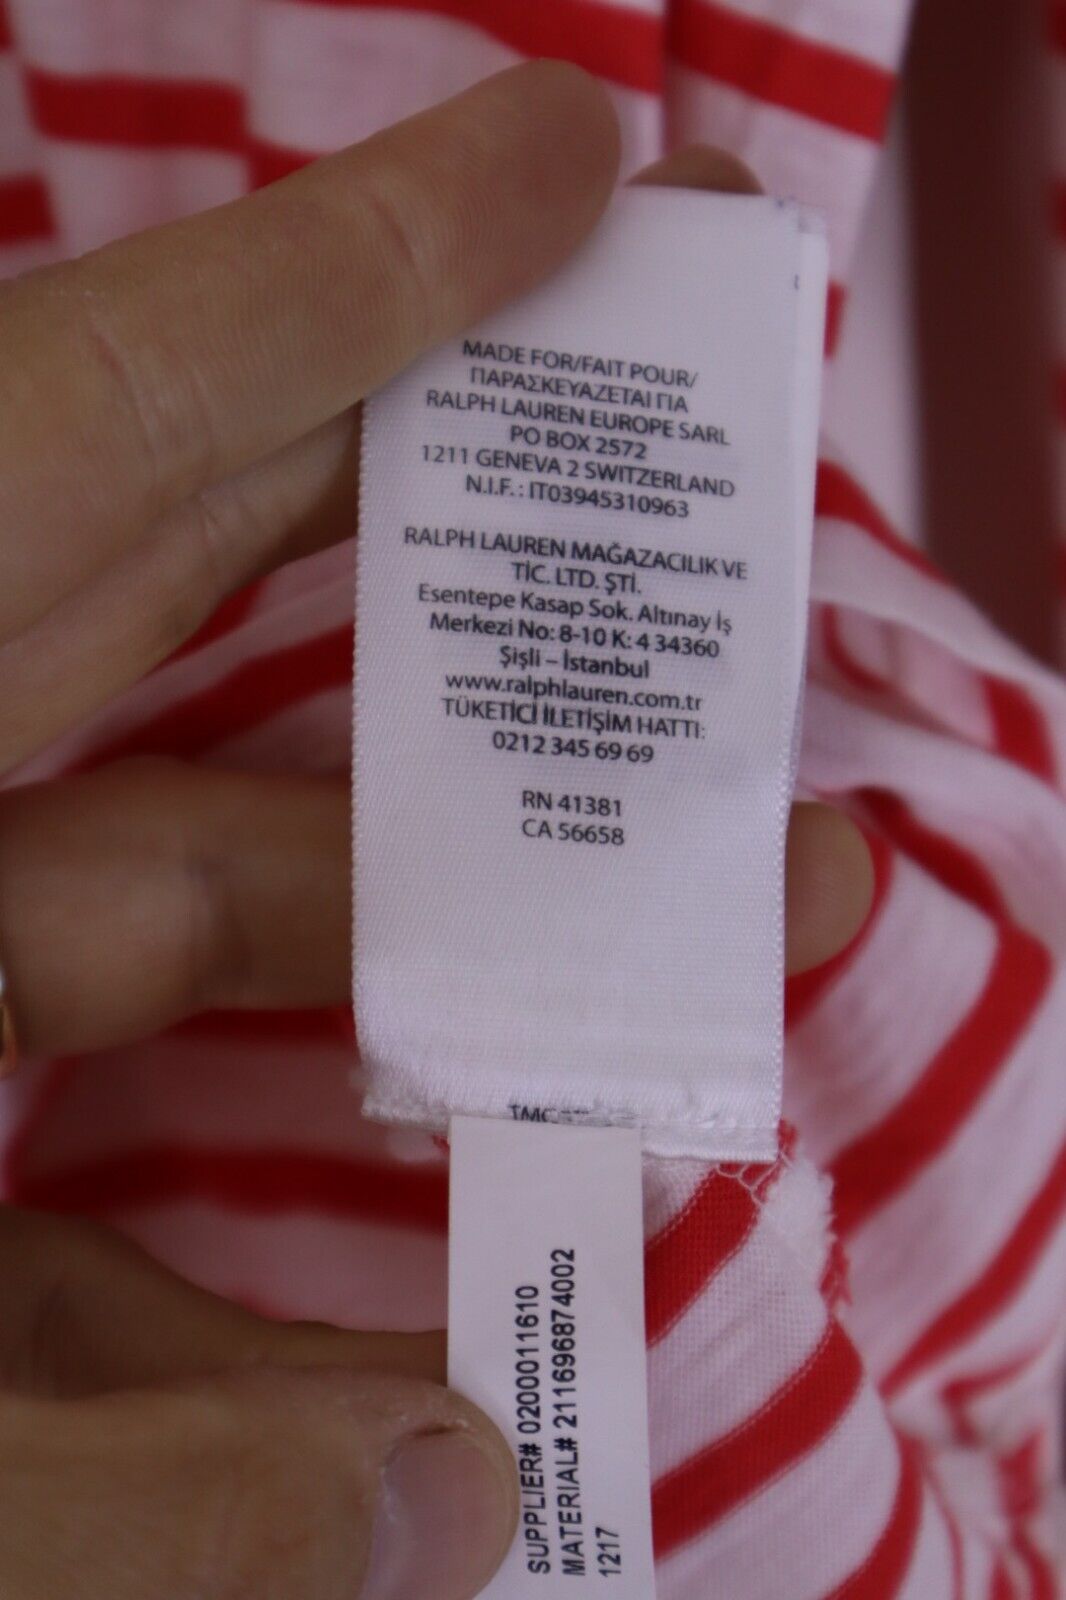 MADE FOR/FAIT POUR/
ΠΑΡΑΣΚΕΥΑΖΕΤΑΙ ΓΙΑ
RALPH LAUREN EUROPE SARL
PO BOX 2572
1211 GENEVA 2 SWITZERLAND
N.I.F.: IT03945310963
RALPH LAUREN MAĞAZACILIK VE
TİC. LTD. ŞTİ.
Esentepe Kasap Sok. Altınay İş
Merkezi No: 8-10 K: 4 34360
Şişli – İstanbul
www.ralphlauren.com.tr
TÜKETİCİ İLETİŞİM HATTI:
0212 345 69 69
RN 41381
CA 56658
SUPPLIER# 0200011610
MATERIAL# 211696874002
1217